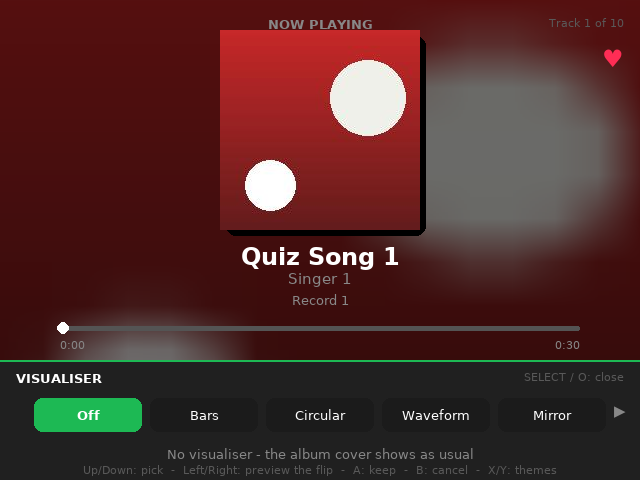 NOW PLAYING
Track 1 of 10
Quiz Song 1
Singer 1
Record 1
0:00
0:30
VISUALISER
SELECT / O: close
Off
Bars
Circular
Waveform
Mirror
No visualiser - the album cover shows as usual
Up/Down: pick - Left/Right: preview the flip - A: keep - B: cancel - X/Y: themes